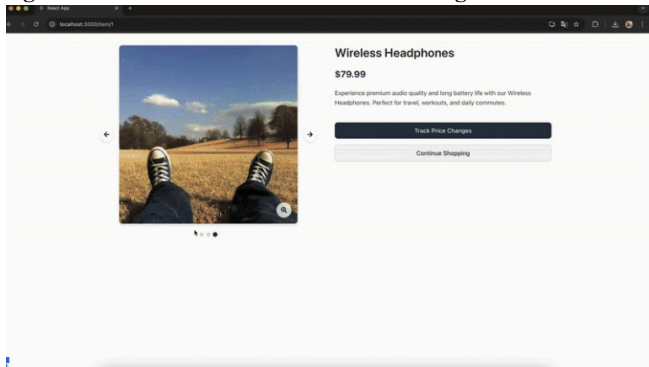 React App
localhost:3000/item/1
Wireless Headphones
$79.99
Experience premium audio quality and long battery life with our Wireless
Headphones. Perfect for travel, workouts, and daily commutes.
Track Price Changes
Continue Shopping